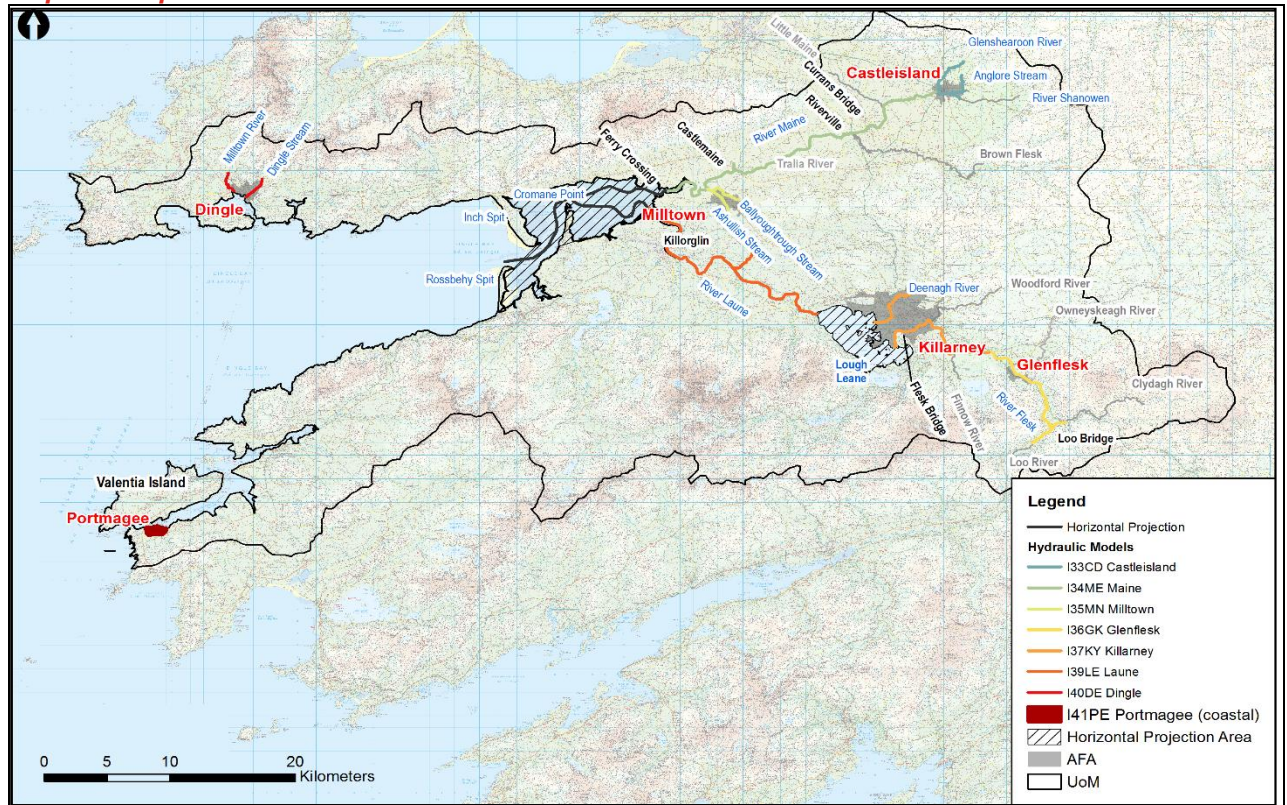 Little Maine
Glenshearoon River
Castleisland
Anglore Stream
River Shanowen
Currans Bridge
Riverville
River Maine
Castlemaine
Ferry Crossing
Tralia River
Brown Flesk
Milltown River
Dingle Stream
Dingle
Cromane Point
Inch Spit
Milltown
Ballyoughtrough Stream
Ashullish Stream
Killorglin
Rossbehy Spit
River Laune
Deenagh River
Woodford River
Owneyskeagh River
Killarney
Glenflesk
Lough
Leane
Flesk Bridge
Finnow River
River Flesk
Clydagh River
Loo Bridge
Loo River
Valentia Island
Portmagee
Legend
Horizontal Projection
Hydraulic Models
I33CD Castleisland
I34ME Maine
I35MN Milltown
I36GK Glenflesk
I37KY Killarney
I39LE Laune
I40DE Dingle
I41PE Portmagee (coastal)
Horizontal Projection Area
AFA
UoM
0 5 10 20
Kilometers